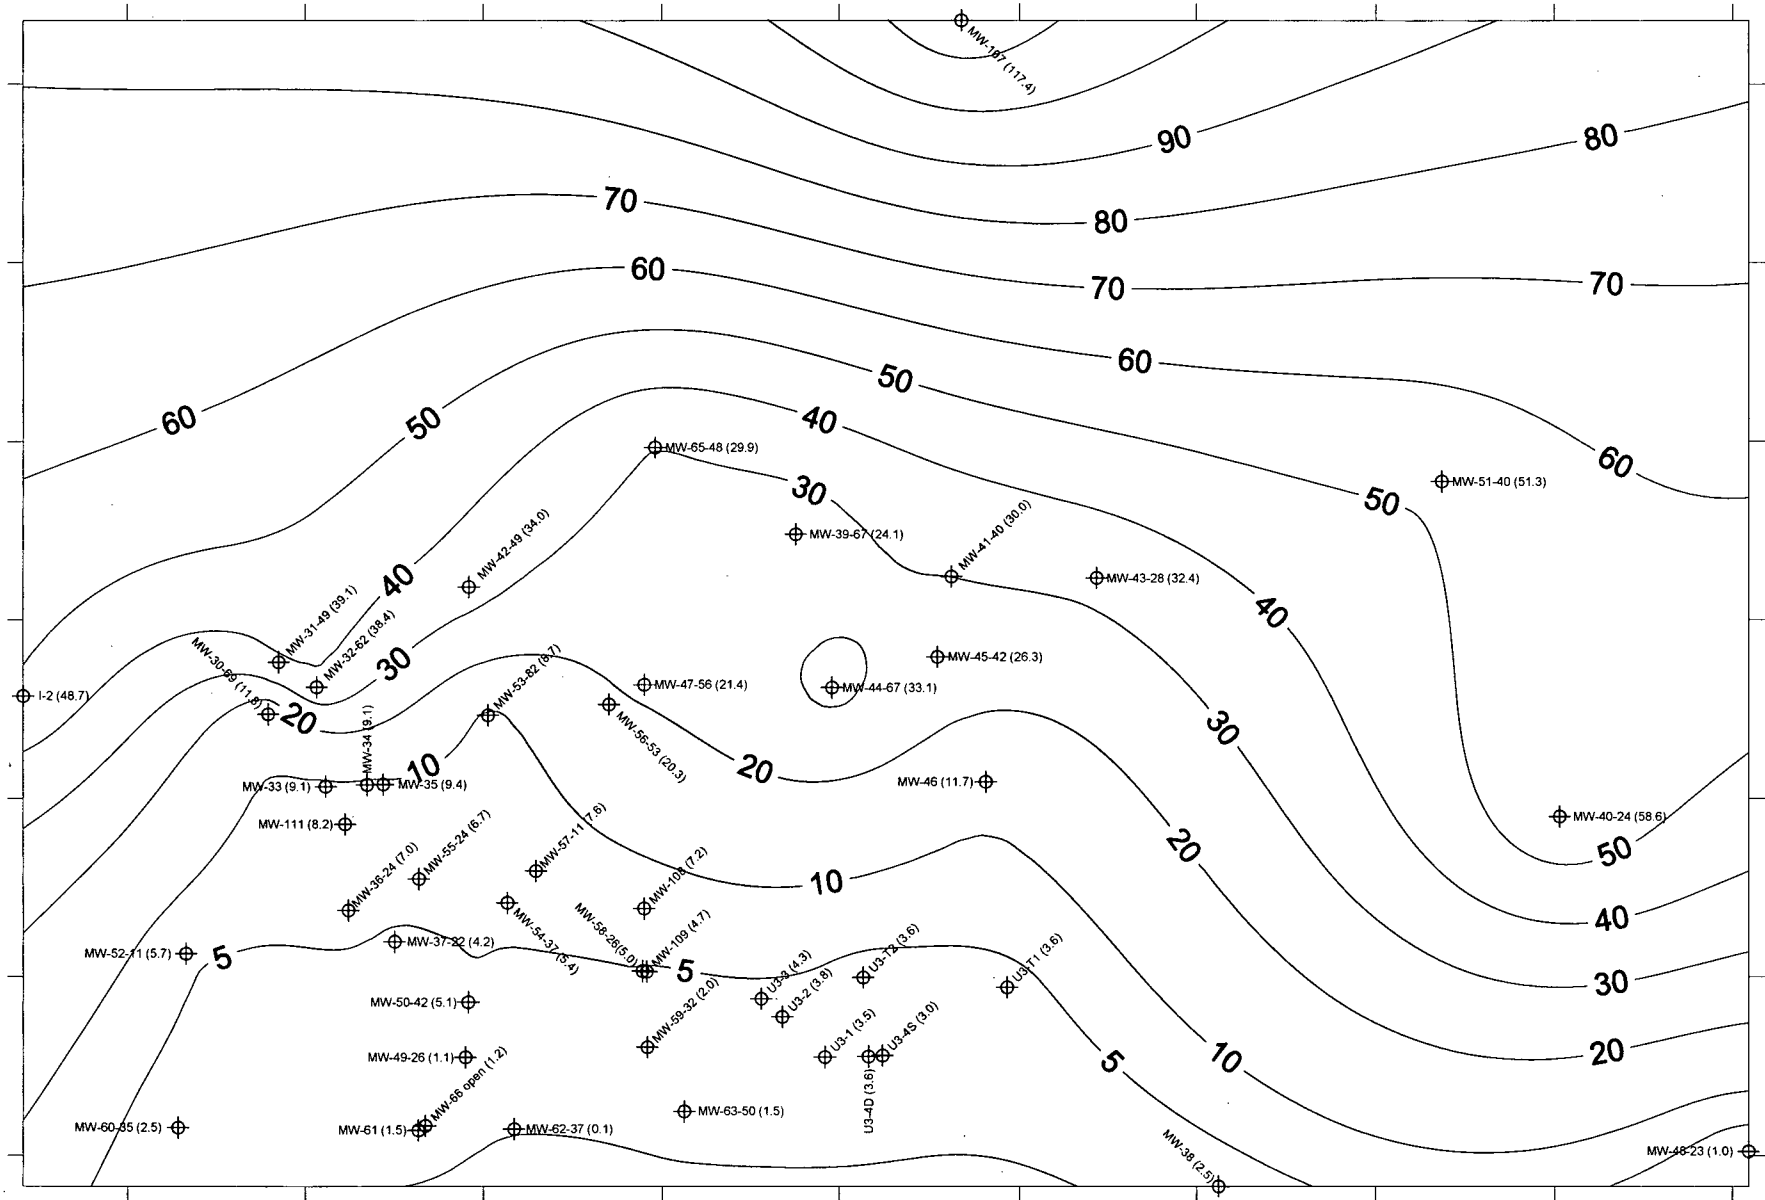 MW-107 (117.4)
90
80
70
80
60
70
70
60
50
60
50
40
MW-65-48 (29.9)
30
50
60
MW-51-40 (51.3)
MW-42-49 (34.0)
MW-39-67 (24.1)
MW-41-40 (30.0)
MW-43-28 (32.4)
40
40
MW-31-49 (39.1)
MW-32-62 (38.4)
30
MW-30-69 (11.8)
MW-53-82 (8.7)
MW-45-42 (26.3)
I-2 (48.7)
MW-47-56 (21.4)
MW-44-67 (33.1)
20
MW-34 (9.1)
MW-56-53 (20.3)
30
10
20
MW-33 (9.1)
MW-35 (9.4)
MW-46 (11.7)
MW-111 (8.2)
MW-40-24 (58.6)
MW-36-24 (7.0)
MW-55-24 (6.7)
MW-57-11 (7.6)
20
50
MW-108 (7.2)
10
MW-54-37 (5.4)
MW-58-26 (5.0)
MW-109 (4.7)
40
MW-52-11 (5.7)
5
MW-37-22 (4.2)
5
U3-3 (4.3)
U3-T2 (3.6)
U3-T1 (3.6)
30
MW-50-42 (5.1)
MW-59-32 (2.0)
U3-2 (3.8)
MW-49-26 (1.1)
U3-1 (3.5)
U3-4S (3.0)
5
10
20
U3-4D (3.6)
MW-66 open (1.2)
MW-63-50 (1.5)
MW-60-35 (2.5)
MW-61 (1.5)
MW-62-37 (0.1)
MW-38 (2.5)
MW-48-23 (1.0)